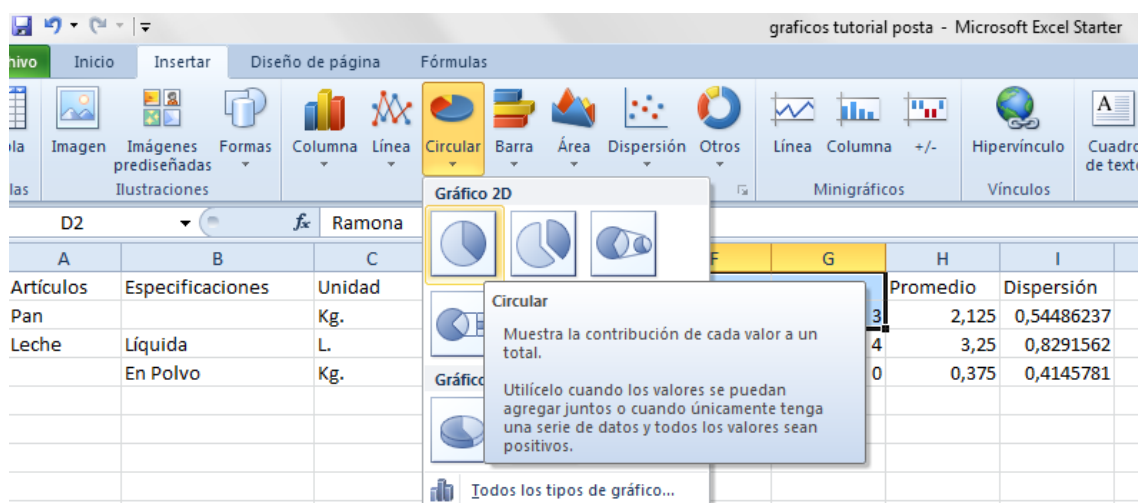 graficos tutorial posta - Microsoft Excel Starter
Inicio Insertar Diseño de página Fórmulas
Imagen Imágenes prediseñadas Formas Columna Línea Circular Barra Área Dispersión Otros Línea Columna +/- Hipervínculo
de texto
Ilustraciones Minigráficos Vínculos
Gráfico 2D
D2 fx Ramona
A B C F G H I
Artículos Especificaciones Unidad Promedio Dispersión
Pan Kg. 3 2,125 0,54486237
Leche Líquida L. 4 3,25 0,8291562
En Polvo Kg. 0 0,375 0,4145781
Circular
Muestra la contribución de cada valor a un
total.
Utilícelo cuando los valores se puedan
agregar juntos o cuando únicamente tenga
una serie de datos y todos los valores sean
positivos.
Todos los tipos de gráfico...